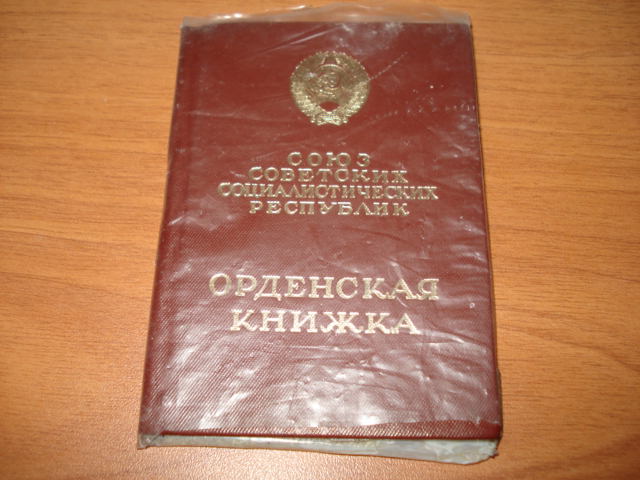 СОЮЗ
СОВЕТСКИХ
СОЦИАЛИСТИЧЕСКИХ
РЕСПУБЛИК
ОРДЕНСКАЯ
КНИЖКА